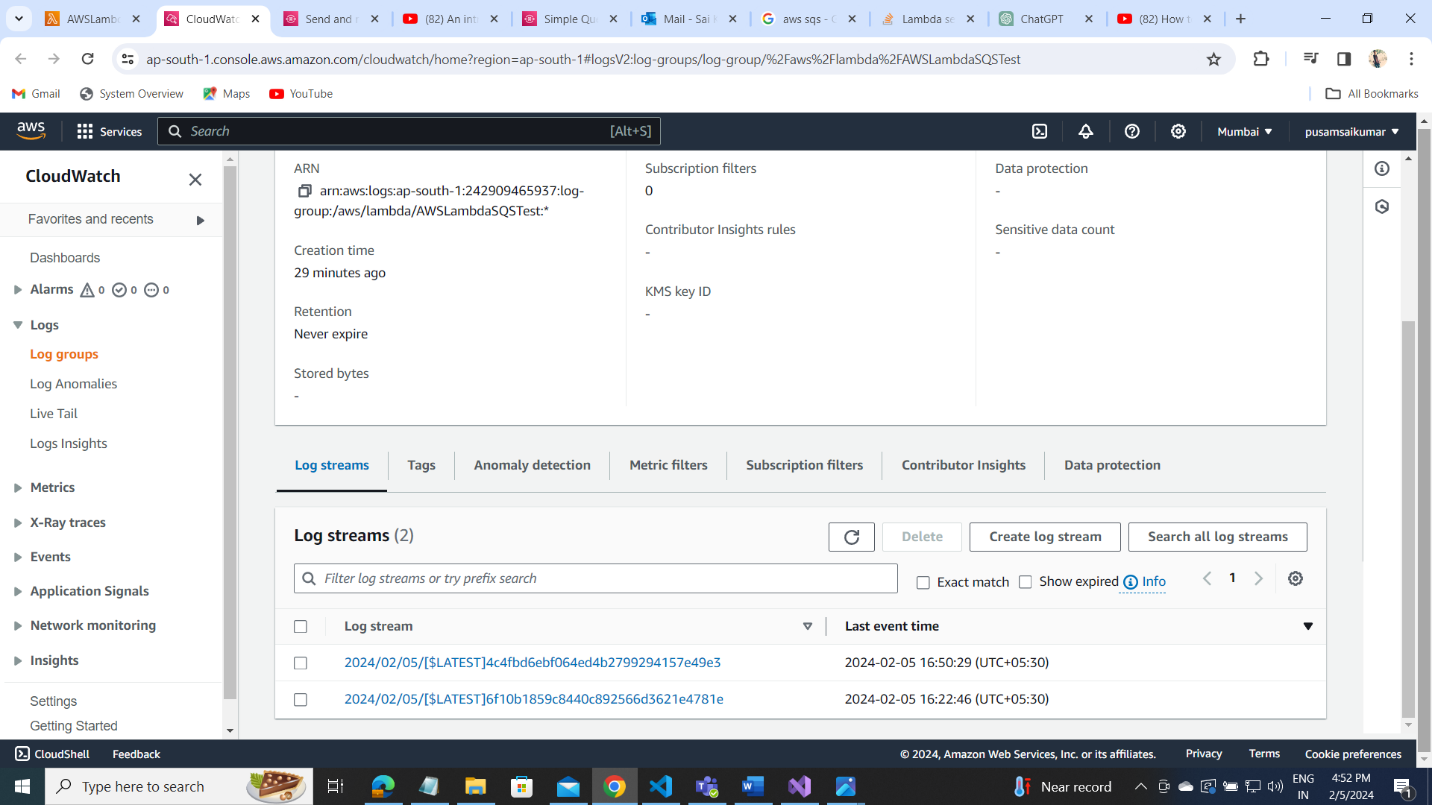 AWSLamb
CloudWat
Send and r
(82) An int
Simple Qu
Mail - Sai P
aws sqs - G
Lambda se
ChatGPT
(82) How t
ap-south-1.console.aws.amazon.com/cloudwatch/home?region=ap-south-1#logsV2:log-groups/log-group/%2Faws%2Flambda%2FAWSLambdaSQSTest
Gmail
System Overview
Maps
YouTube
All Bookmarks
aws
Services
Search
[Alt+S]
Mumbai
pusamsaikumar
CloudWatch
Favorites and recents
Dashboards
Alarms 0 0 0
Logs
Log groups
Log Anomalies
Live Tail
Logs Insights
Metrics
X-Ray traces
Events
Application Signals
Network monitoring
Insights
Settings
Getting Started
ARN
arn:aws:logs:ap-south-1:242909465937:log-
group:/aws/lambda/AWSLambdaSQSTest:*
Creation time
29 minutes ago
Retention
Never expire
Stored bytes
-
Subscription filters
0
Contributor Insights rules
-
KMS key ID
-
Data protection
-
Sensitive data count
-
Log streams
Tags
Anomaly detection
Metric filters
Subscription filters
Contributor Insights
Data protection
Log streams (2)
Delete
Create log stream
Search all log streams
Filter log streams or try prefix search
Exact match
Show expired
Info
1
Log stream
Last event time
2024/02/05/[$LATEST]4c4fbd6ebf064ed4b2799294157e49e3
2024-02-05 16:50:29 (UTC+05:30)
2024/02/05/[$LATEST]6f10b1859c8440c892566d3621e4781e
2024-02-05 16:22:46 (UTC+05:30)
CloudShell
Feedback
© 2024, Amazon Web Services, Inc. or its affiliates.
Privacy
Terms
Cookie preferences
Type here to search
Near record
ENG
IN
4:52 PM
2/5/2024
1